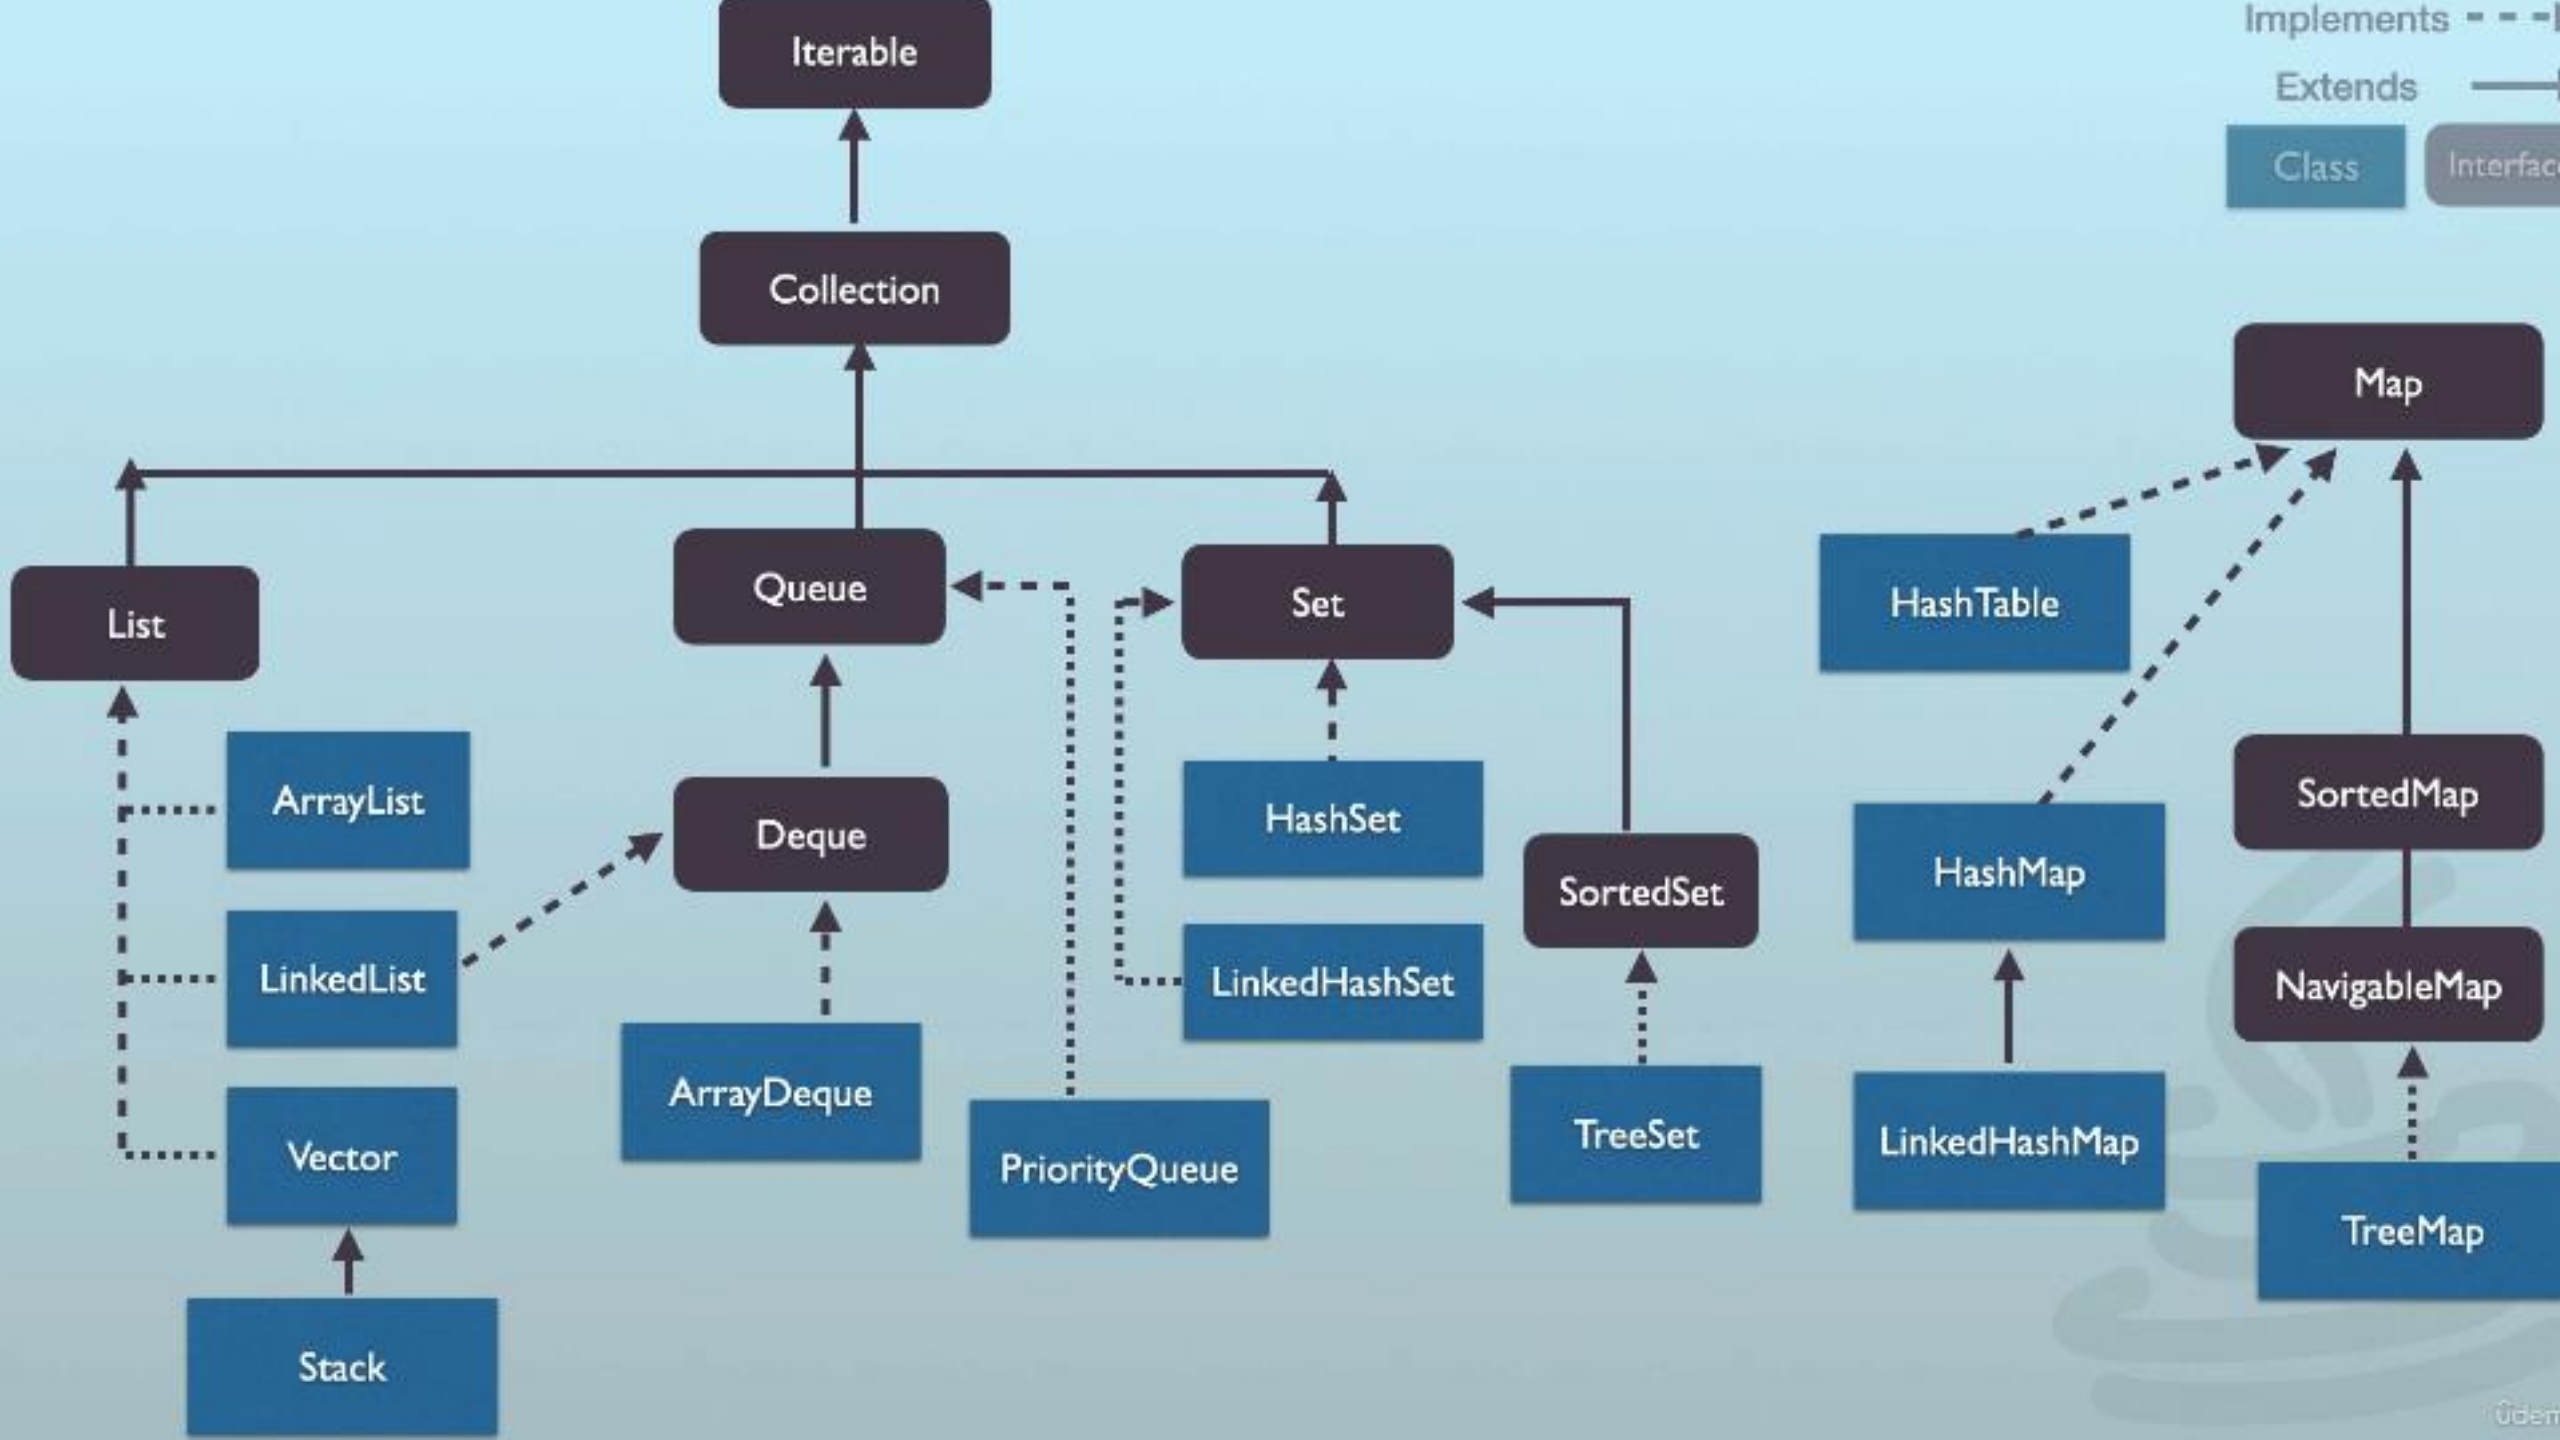 Iterable
Implements
Extends
Class
Collection
Map
List
Queue
Set
HashTable
ArrayList
Deque
HashSet
SortedSet
HashMap
SortedMap
LinkedList
LinkedHashSet
NavigableMap
Vector
ArrayDeque
PriorityQueue
TreeSet
LinkedHashMap
TreeMap
Stack